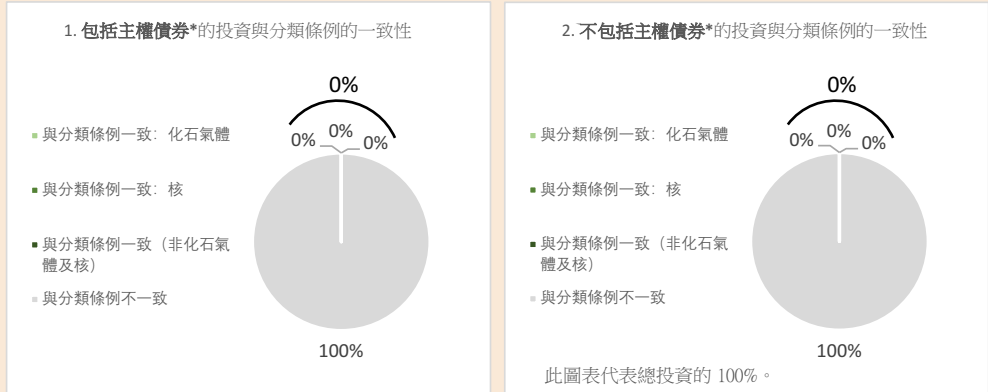 1. 包括主權債券*的投資與分類條例的一致性
0%
0%
0%
0%
與分類條例一致：化石氣體
與分類條例一致：核
與分類條例一致（非化石氣
體及核）
與分類條例不一致
100%
2. 不包括主權債券*的投資與分類條例的一致性
0%
0%
0%
0%
與分類條例一致：化石氣體
與分類條例一致：核
與分類條例一致（非化石氣
體及核）
與分類條例不一致
100%
此圖表代表總投資的 100%。